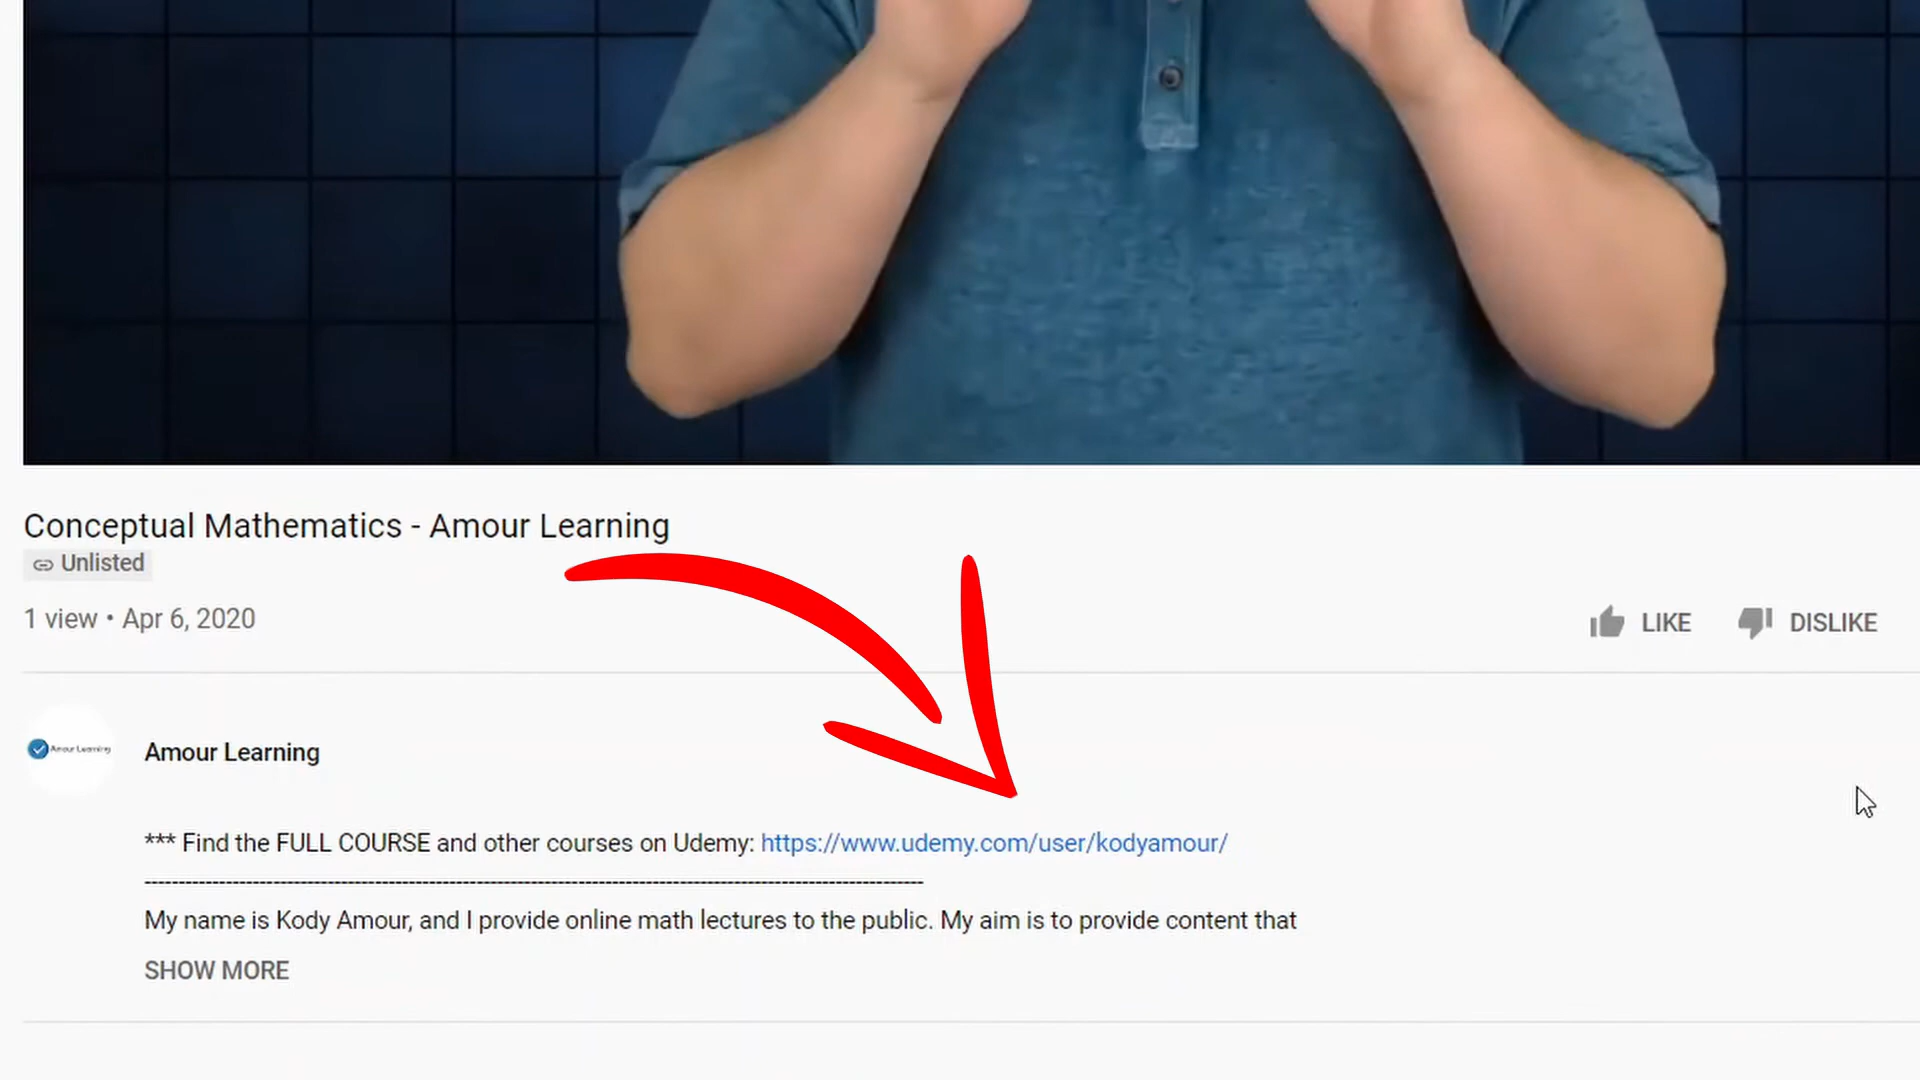 Conceptual Mathematics - Amour Learning
Unlisted
1 view • Apr 6, 2020
LIKE DISLIKE
Amour Learning
Amour Learning
*** Find the FULL COURSE and other courses on Udemy: https://www.udemy.com/user/kodyamour/
--------------------------------------------------------------------------------------------------------------------
My name is Kody Amour, and I provide online math lectures to the public. My aim is to provide content that
SHOW MORE